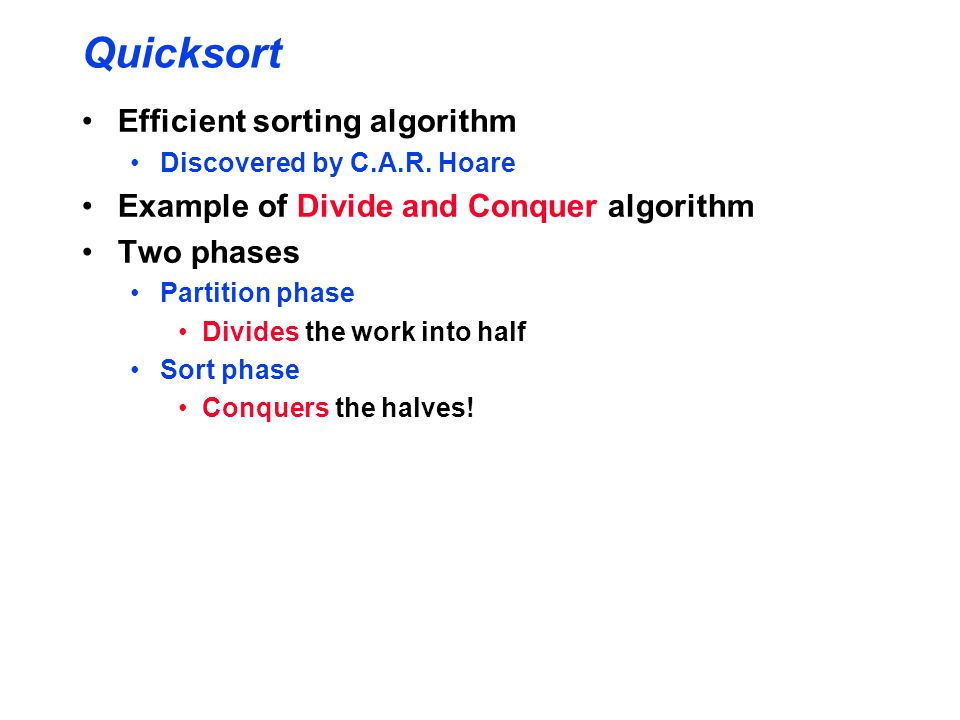 Quicksort
• Efficient sorting algorithm
• Discovered by C.A.R. Hoare
• Example of Divide and Conquer algorithm
• Two phases
• Partition phase
• Divides the work into half
• Sort phase
• Conquers the halves!